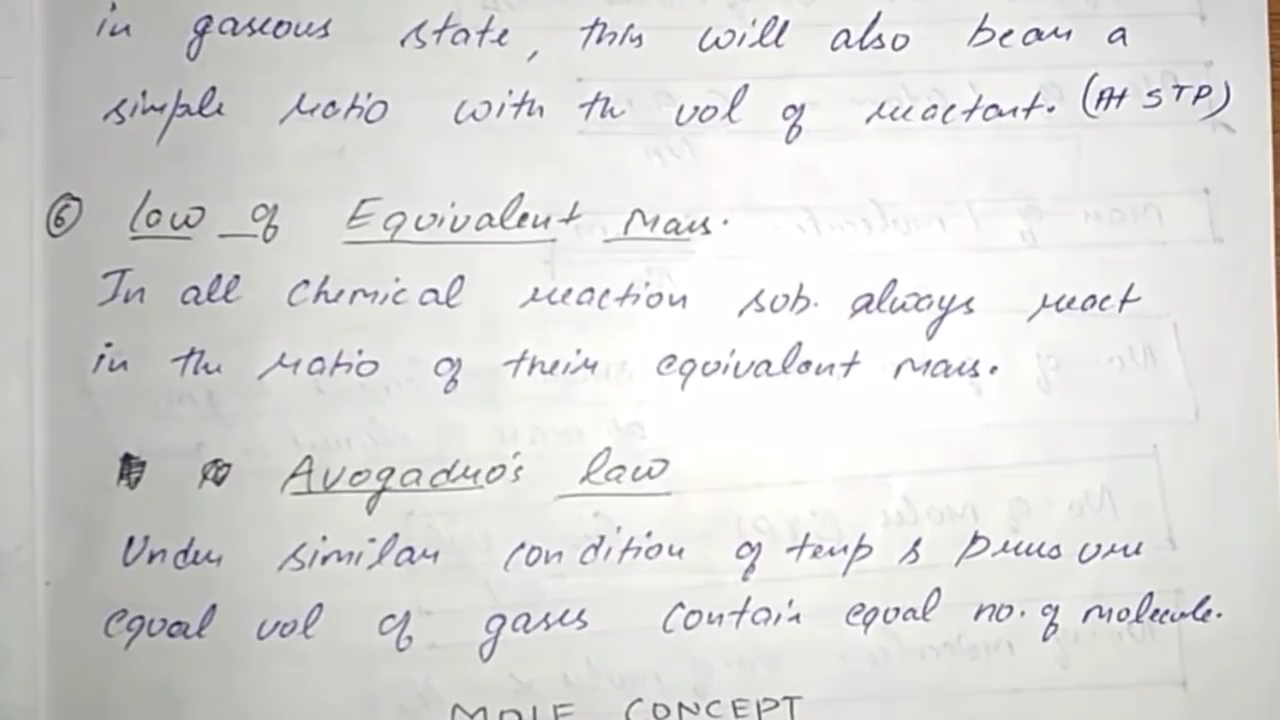 in gaseous state, this will also bear a
simple ratio with the vol of reactant. (At STP)
⑥ law of Equivalent Mass.
In all Chemical reaction sub. always react
in the ratio of their equivalent mass.
Avogadro's law
Under similar condition of temp & pressure
equal vol of gases contain equal no. of molecule.
MOLE CONCEPT